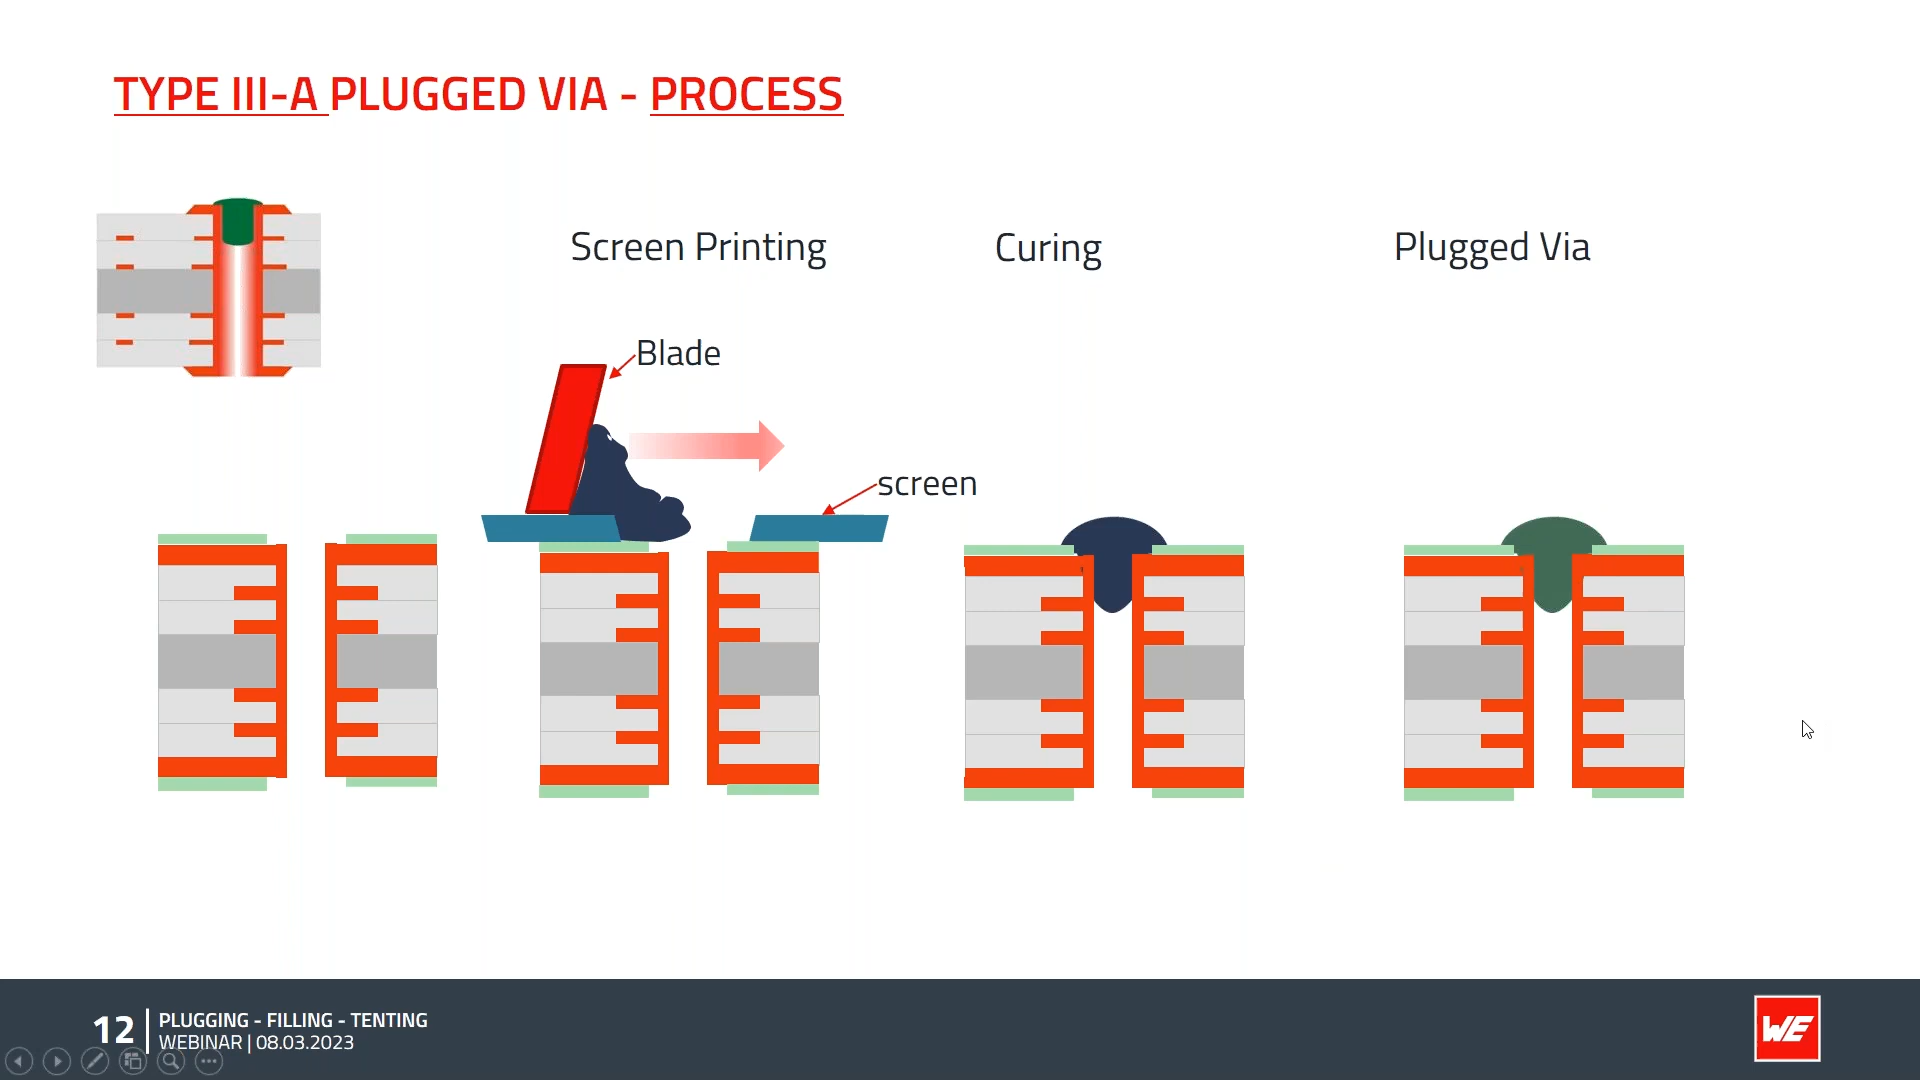 TYPE III-A PLUGGED VIA - PROCESS
Screen Printing
Curing
Plugged Via
Blade
screen
12
PLUGGING - FILLING - TENTING
WEBINAR | 08.03.2023
WE